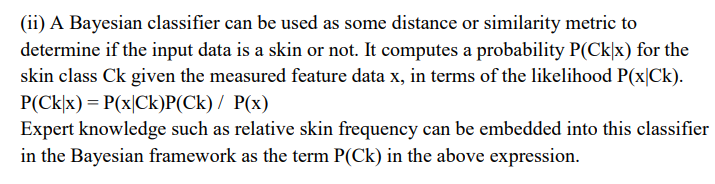 (ii) A Bayesian classifier can be used as some distance or similarity metric to
determine if the input data is a skin or not. It computes a probability P(Ck|x) for the
skin class Ck given the measured feature data x, in terms of the likelihood P(x|Ck).
P(Ck|x) = P(x|Ck)P(Ck) / P(x)
Expert knowledge such as relative skin frequency can be embedded into this classifier
in the Bayesian framework as the term P(Ck) in the above expression.